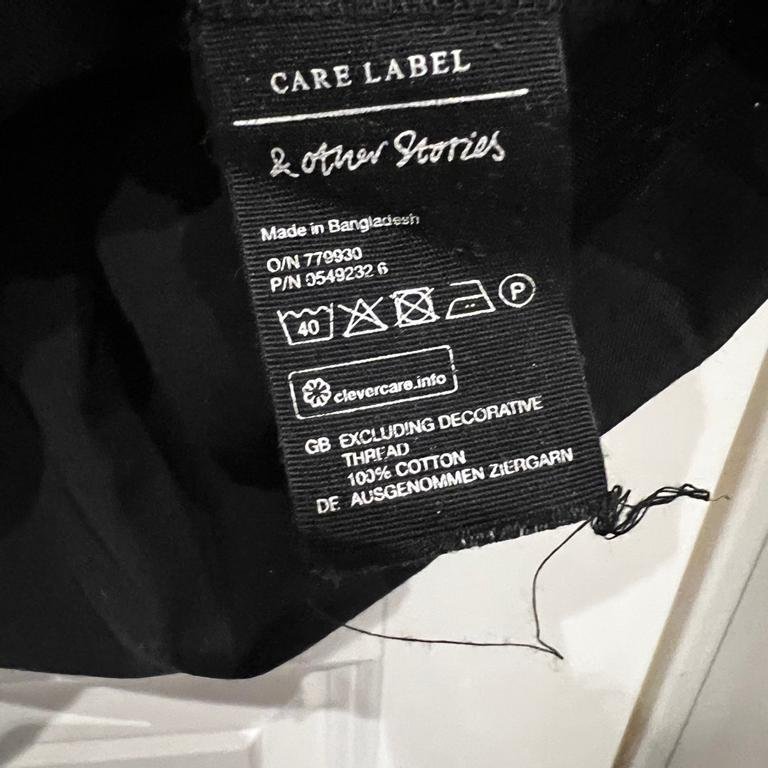 CARE LABEL
& other Stories
Made in Bangladesh
O/N 779930
P/N 0549232 6
40 P
clevercare.info
GB EXCLUDING DECORATIVE
THREAD
100% COTTON
DE AUSGENOMMEN ZIERGARN